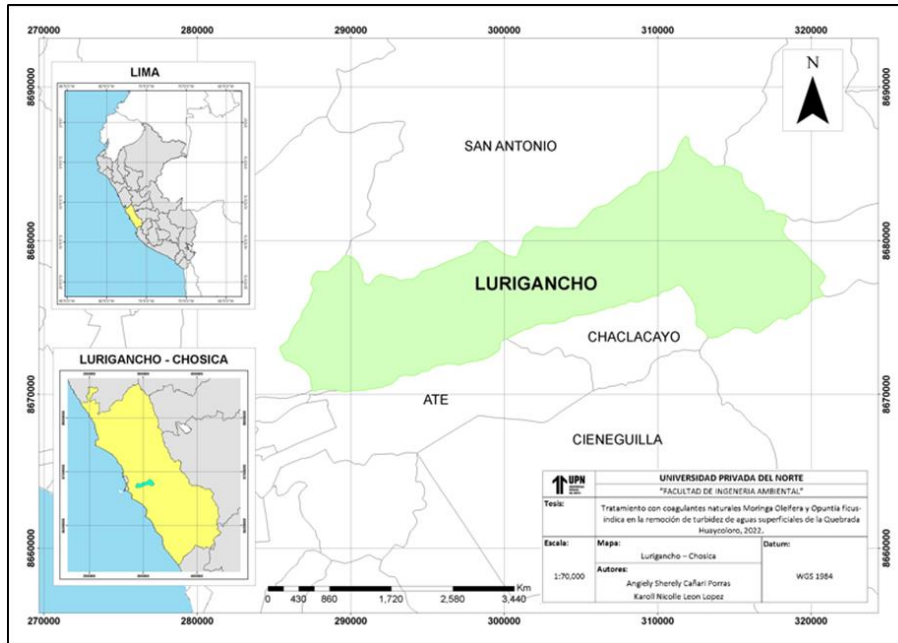 270000 280000 290000 300000 310000 320000
8690000
8680000
8670000
8660000
8690000
8680000
8670000
8660000
LIMA
N
SAN ANTONIO
LURIGANCHO
CHACLACAYO
LURIGANCHO - CHOSICA
ATE
CIENEGUILLA
UPN
UNIVERSIDAD PRIVADA DEL NORTE
"FACULTAD DE INGENIERIA AMBIENTAL"
Tesis:
Tratamiento con coagulantes naturales Moringa Oleifera y Opuntia ficus-
indica en la remoción de turbidez de aguas superficiales de la Quebrada
Huaycoloro, 2022.
Escala:
1:70,000
Mapa:
Lurigancho – Chosica
Autores:
Angiely Sherely Cañari Porras
Karoll Nicolle Leon Lopez
Datum:
WGS 1984
Km
0 430 860 1,720 2,580 3,440
270000 280000 290000 300000 310000 320000